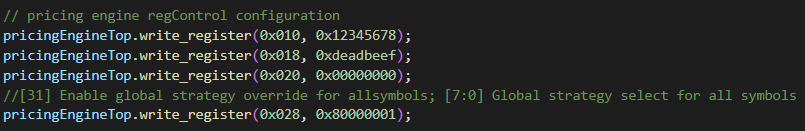 // pricing engine regControl configuration
pricingEngineTop.write_register(0x010, 0x12345678);
pricingEngineTop.write_register(0x018, 0xdeadbeef);
pricingEngineTop.write_register(0x020, 0x00000000);
//[31] Enable global strategy override for allsymbols; [7:0] Global strategy select for all symbols
pricingEngineTop.write_register(0x028, 0x80000001);